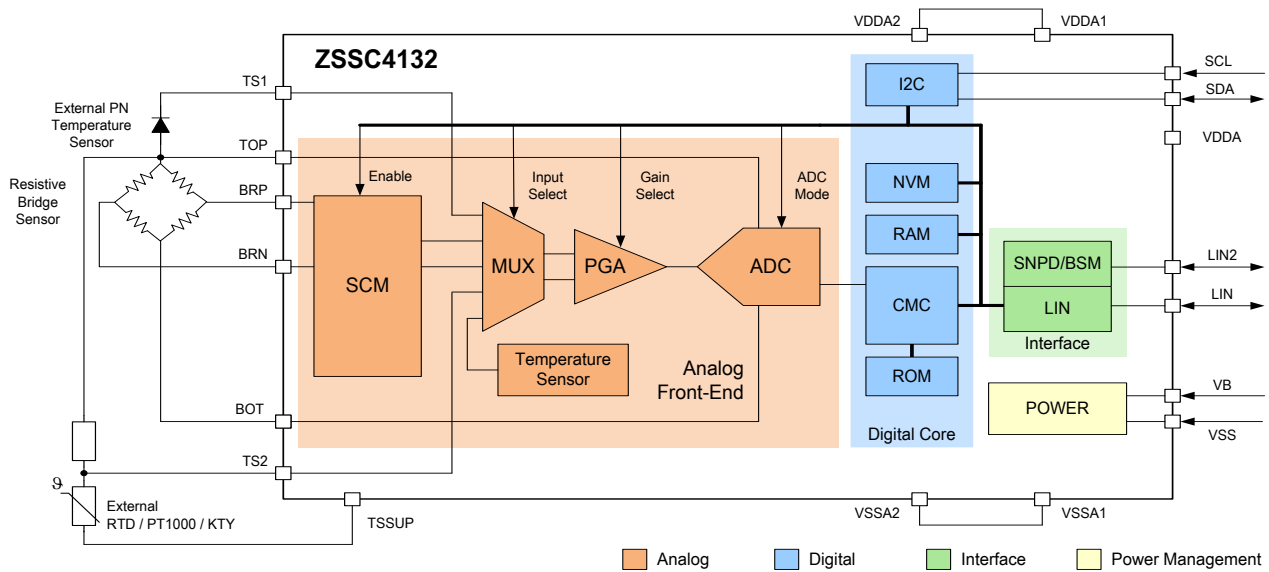 VDDA2
VDDA1
ZSSC4132
TS1
SCL
I2C
SDA
External PN
Temperature
Sensor
VDDA
TOP
Enable
Input
Select
Gain
Select
ADC
Mode
Resistive
Bridge
Sensor
BRP
NVM
RAM
BRN
SCM
MUX
PGA
ADC
SNPD/BSM
LIN2
CMC
LIN
LIN
Interface
Temperature
Sensor
Analog
Front-End
ROM
VB
BOT
POWER
Digital Core
VSS
TS2
ϑ
External
RTD / PT1000 / KTY
TSSUP
VSSA2
VSSA1
Analog
Digital
Interface
Power Management